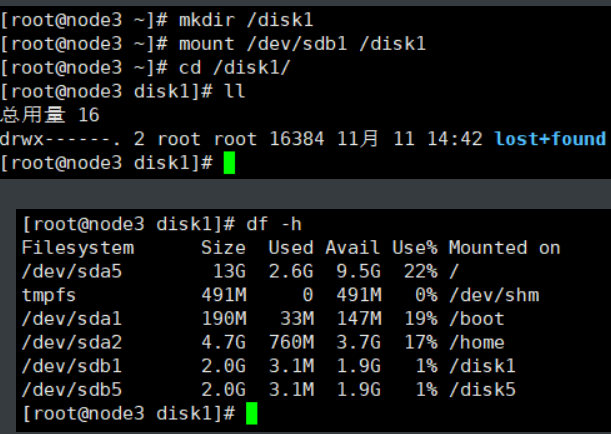 [root@node3 ~]# mkdir /disk1
[root@node3 ~]# mount /dev/sdb1 /disk1
[root@node3 ~]# cd /disk1/
[root@node3 disk1]# ll
总用量 16
drwx------. 2 root root 16384 11月 11 14:42 lost+found
[root@node3 disk1]#
[root@node3 disk1]# df -h
Filesystem      Size  Used Avail Use% Mounted on
/dev/sda5        13G  2.6G  9.5G  22% /
tmpfs           491M     0  491M   0% /dev/shm
/dev/sda1       190M   33M  147M  19% /boot
/dev/sda2       4.7G  760M  3.7G  17% /home
/dev/sdb1       2.0G  3.1M  1.9G   1% /disk1
/dev/sdb5       2.0G  3.1M  1.9G   1% /disk5
[root@node3 disk1]#